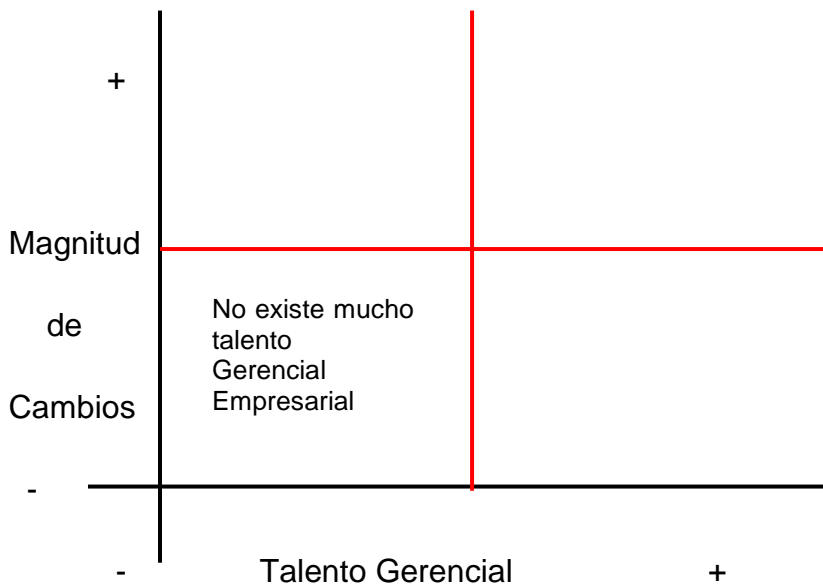 +
Magnitud
de
Cambios
No existe mucho
talento
Gerencial
Empresarial
-
- Talento Gerencial +